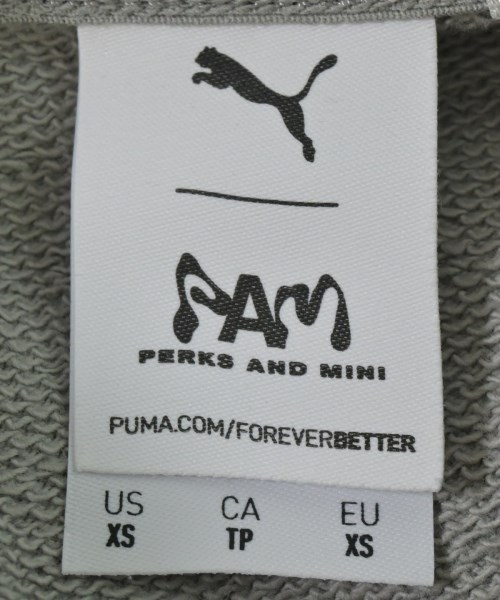 PAM
PERKS AND MINI
PUMA.COM/FOREVERBETTER
US CA EU
XS TP XS